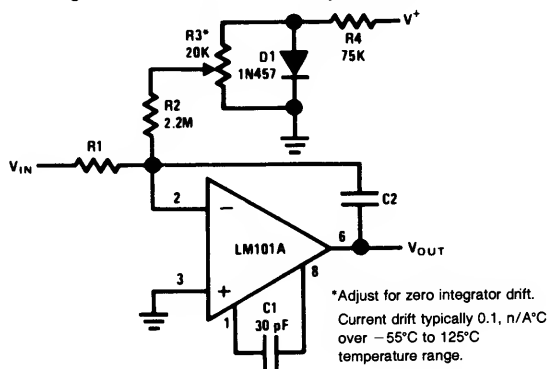 V+
R3*
20K
D1
1N457
R4
75K
R2
2.2M
R1
VIN
2
C2
LM101A
6
VOUT
3
8
1
C1
30 pF
*Adjust for zero integrator drift.
Current drift typically 0.1, n/A°C
over −55°C to 125°C
temperature range.